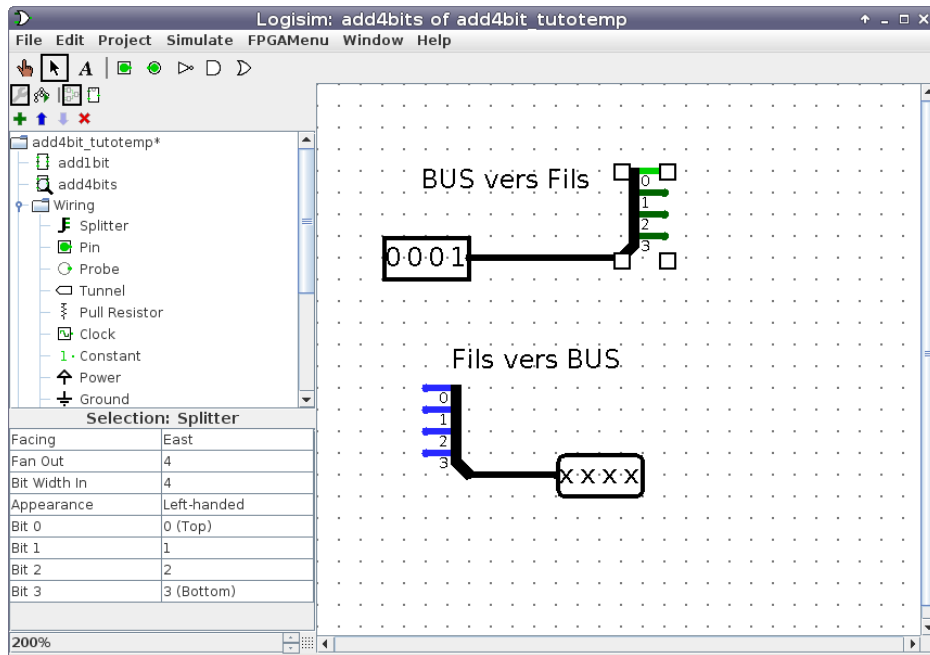 Logisim: add4bits of add4bit_tutotemp
File Edit Project Simulate FPGAMenu Window Help
A
add4bit_tutotemp*
add1bit
add4bits
Wiring
Splitter
Pin
Probe
Tunnel
Pull Resistor
Clock
1 Constant
Power
Ground
Selection: Splitter
Facing East
Fan Out 4
Bit Width In 4
Appearance Left-handed
Bit 0 0 (Top)
Bit 1 1
Bit 2 2
Bit 3 3 (Bottom)
200%
BUS vers Fils
0
1
2
3
0001
Fils vers BUS
0
1
2
3
xxxx